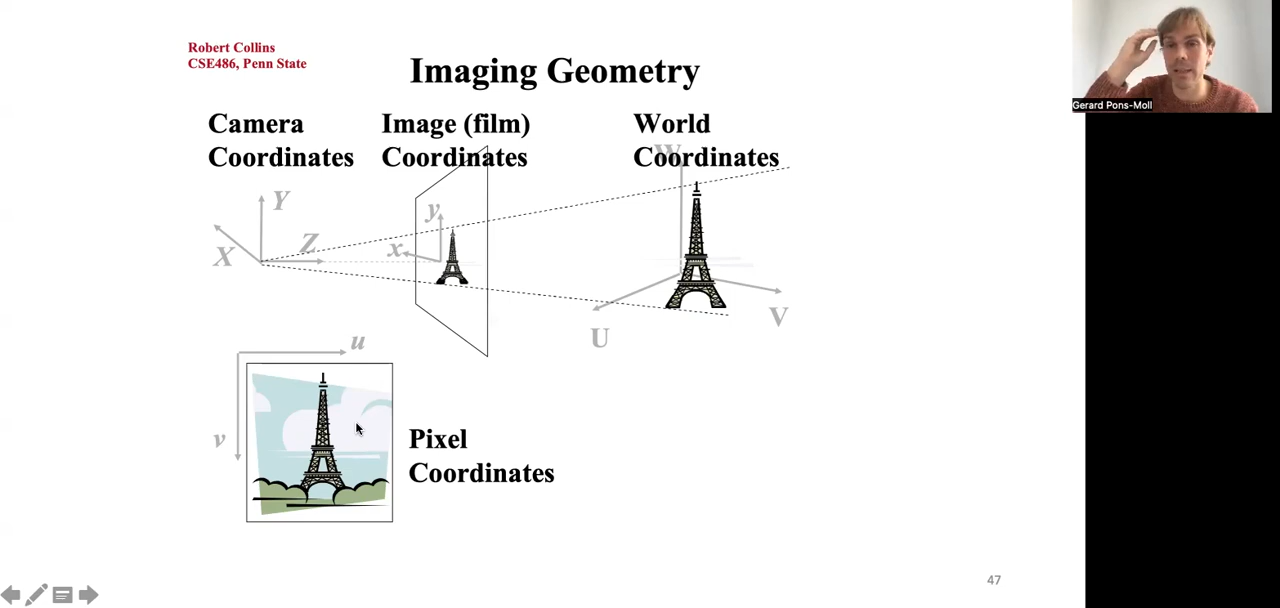 Robert Collins
CSE486, Penn State
Imaging Geometry
Camera
Coordinates
Image (film)
Coordinates
World
Coordinates
W
Y
X
Z
y
x
U
V
u
v
Pixel
Coordinates
47
Gerard Pons-Moll